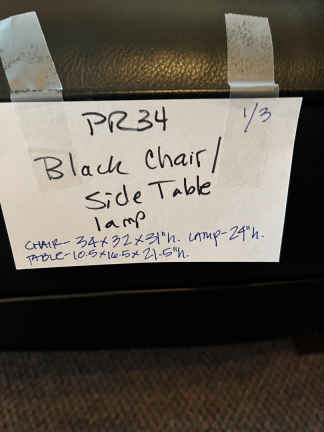 PR34 1/3
Black Chair/
Side Table
lamp
CHAIR- 34 x 32 x 31"h. LAMP- 24"h.
TABLE- 10.5 x 16.5 x 21.5"h.